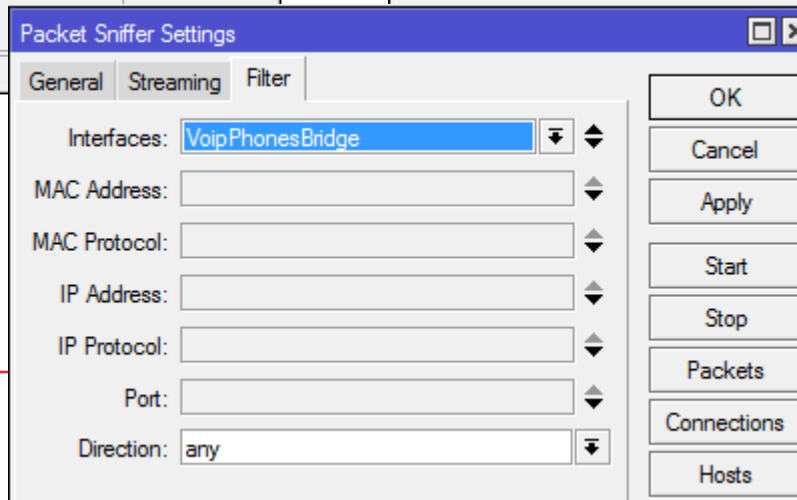 Packet Sniffer Settings
General Streaming Filter
Interfaces: VoipPhonesBridge
MAC Address:
MAC Protocol:
IP Address:
IP Protocol:
Port:
Direction: any
OK
Cancel
Apply
Start
Stop
Packets
Connections
Hosts